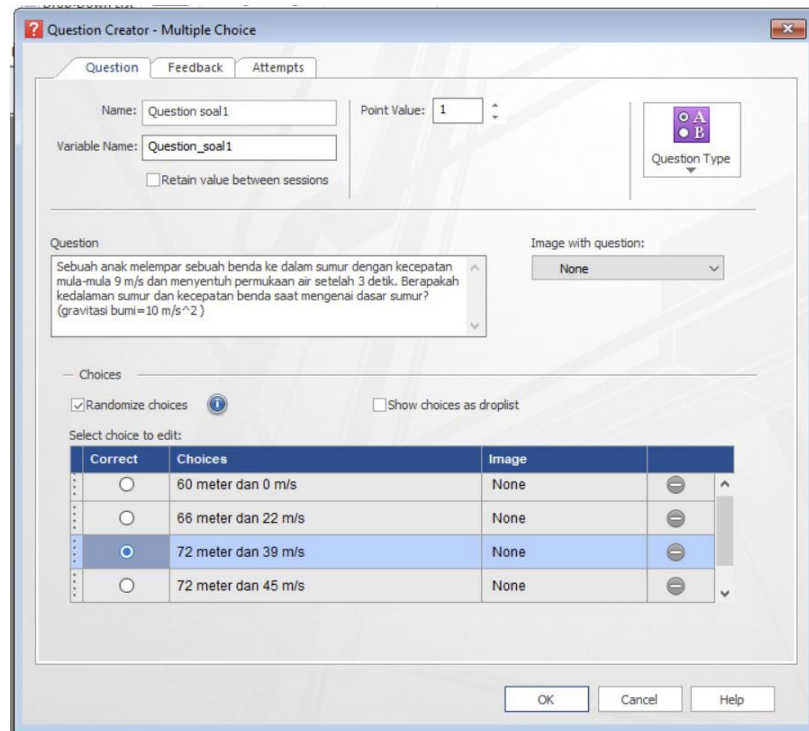 Question Creator - Multiple Choice
Question Feedback Attempts
Name: Question soal1
Point Value: 1
Variable Name: Question_soal1
Retain value between sessions
A
B
Question Type
Question
Image with question:
Sebuah anak melempar sebuah benda ke dalam sumur dengan kecepatan
mula-mula 9 m/s dan menyentuh permukaan air setelah 3 detik. Berapakah
kedalaman sumur dan kecepatan benda saat mengenai dasar sumur?
(gravitasi bumi=10 m/s^2 )
None
Choices
Randomize choices
Show choices as droplist
Select choice to edit:
Correct Choices Image
60 meter dan 0 m/s None
66 meter dan 22 m/s None
72 meter dan 39 m/s None
72 meter dan 45 m/s None
OK Cancel Help